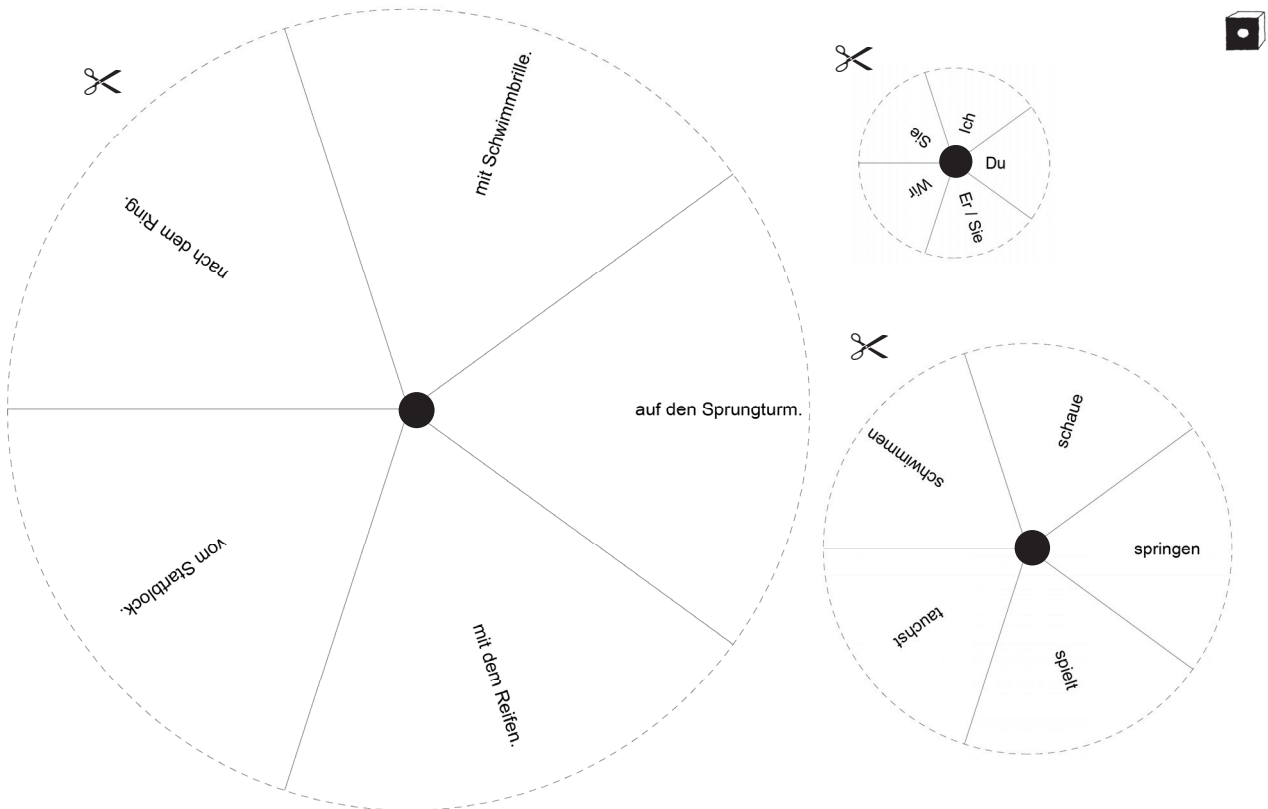 mit Schwimmbrille.
auf den Sprungturm.
mit dem Reifen.
vom Startblock.
nach dem Ring.
Ich
Du
Er / Sie
Wir
Sie
schaue
springen
spielt
tauchst
schwimmen